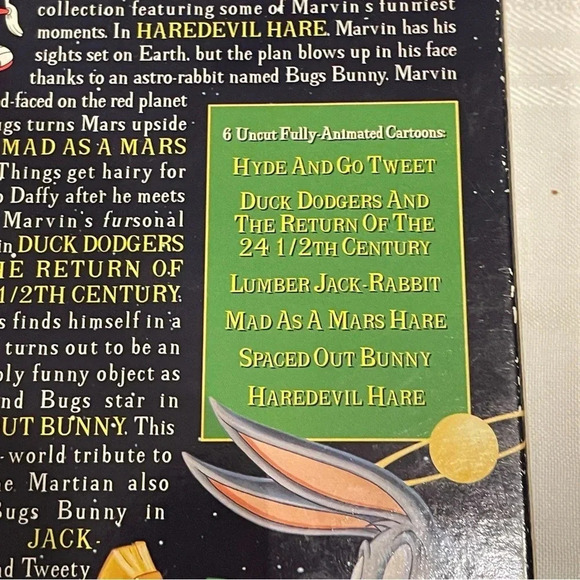 collection featuring some of Marvin's funniest
moments. In HAREDEVIL HARE, Marvin has his
sights set on Earth, but the plan blows up in his face
thanks to an astro-rabbit named Bugs Bunny. Marvin
d-faced on the red planet
ugs turns Mars upside
MAD AS A MARS
Things get hairy for
Daffy after he meets
Marvin's fursonal
in DUCK DODGERS
HE RETURN OF
1/2TH CENTURY,
s finds himself in a
turns out to be an
bly funny object as
nd Bugs star in
UT BUNNY. This
-world tribute to
e Martian also
Bugs Bunny in
JACK-
nd Tweety
6 Uncut Fully-Animated Cartoons:
HYDE AND GO TWEET
DUCK DODGERS AND
THE RETURN OF THE
24 1/2TH CENTURY
LUMBER JACK-RABBIT
MAD AS A MARS HARE
SPACED OUT BUNNY
HAREDEVIL HARE